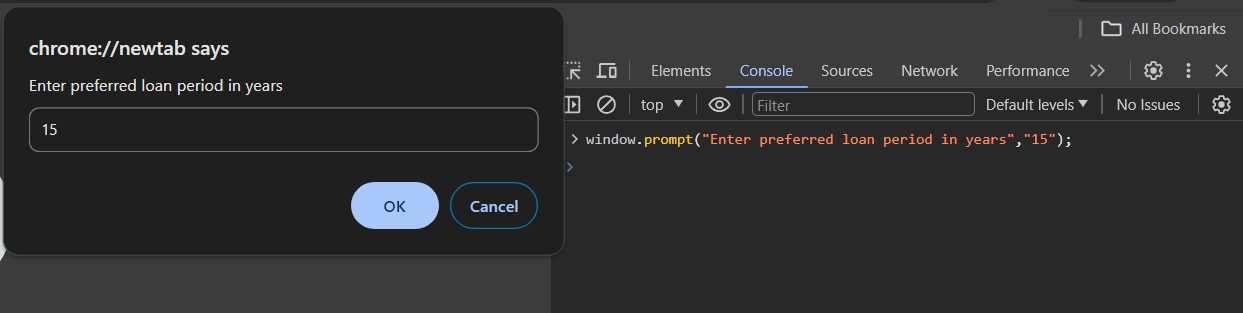 chrome://newtab says
Enter preferred loan period in years
15
OK
Cancel
All Bookmarks
Elements Console Sources Network Performance
top Filter Default levels No Issues
window.prompt("Enter preferred loan period in years","15");